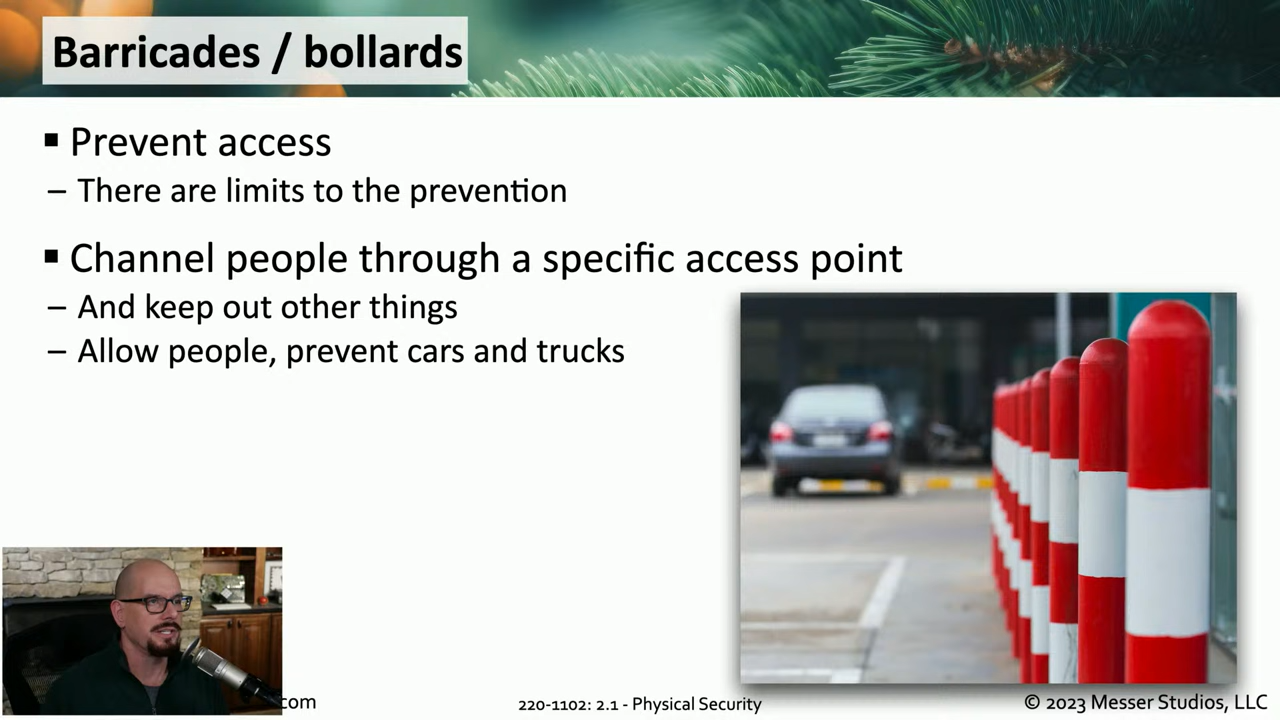 Barricades / bollards
▪ Prevent access
– There are limits to the prevention
▪ Channel people through a specific access point
– And keep out other things
– Allow people, prevent cars and trucks
com
220-1102: 2.1 - Physical Security
© 2023 Messer Studios, LLC